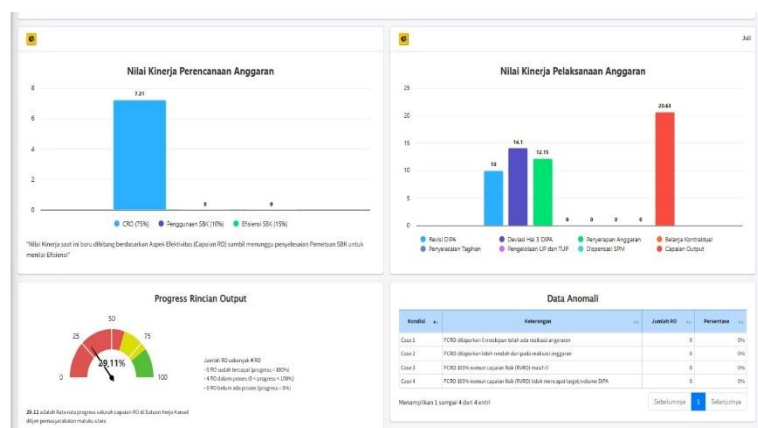 Juli
Nilai Kinerja Perencanaan Anggaran
8
6
4
2
0
7.21
0
0
CRO (75%) Penggunaan SBK (10%) Efisiensi SBK (15%)
*Nilai Kinerja saat ini baru dihitung berdasarkan Aspek Efektivitas (Capaian RO) sambil menunggu penyelesaian Pemetaan SBK untuk
menilai Efisiensi*
Nilai Kinerja Pelaksanaan Anggaran
25
20
15
10
5
0
10
14.1
12.15
0
0
0
0
20.63
Revisi DIPA Deviasi Hal 3 DIPA Penyerapan Anggaran Belanja Kontraktual
Penyelesaian Tagihan Pengelolaan UP dan TUP Dispensasi SPM Capaian Output
Progress Rincian Output
0
25
50
75
100
29,11%
Jumlah RO sebanyak 4 RO
- 0 RO sudah tercapai (progress = 100%)
- 4 RO dalam proses (0 < progress < 100%)
- 0 RO belum ada proses (progress = 0%)
29.11 adalah Rata-rata progress seluruh capaian RO di Satuan Kerja Kanwil
ditjen pemasyarakatan maluku utara
Data Anomali
Kondisi Keterangan Jumlah RO Persentase
Case 1 PCRO dilaporkan 0 meskipun telah ada realisasi anggaran 0 0%
Case 2 PCRO dilaporkan lebih rendah dari pada realisasi anggaran 0 0%
Case 3 PCRO 100% namun capaian fisik (RVRO) masih 0 0 0%
Case 4 PCRO 100% namun capaian fisik (RVRO) tidak mencapai target/volume DIPA 0 0%
Menampilkan 1 sampai 4 dari 4 entri
Sebelumnya 1 Selanjutnya